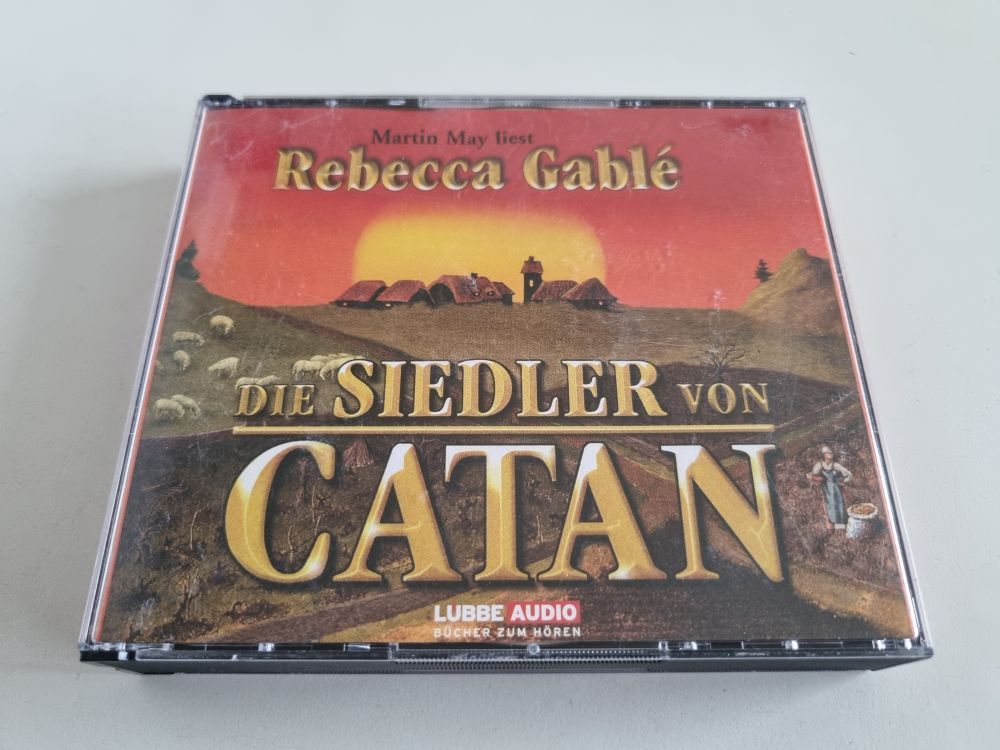 Martin May liest
Rebecca Gablé
DIE SIEDLER VON
CATAN
LUBBE AUDIO
BÜCHER ZUM HÖREN